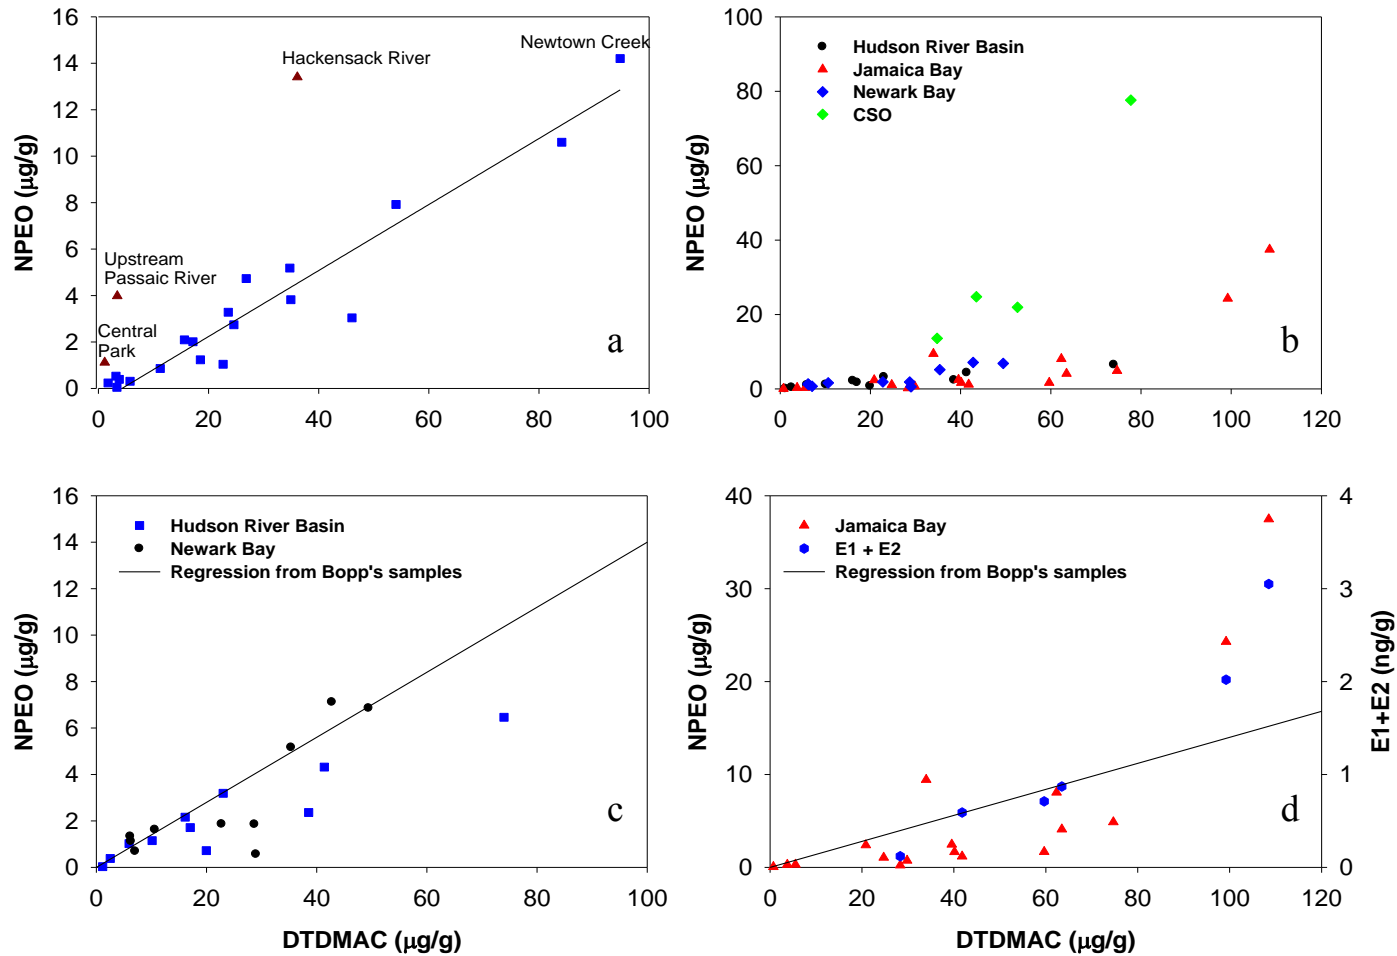 16
14
12
10
8
6
4
2
0
NPEO (μg/g)
Hackensack River
Newtown Creek
Upstream
Passaic River
Central
Park
a
0 20 40 60 80 100
100
80
60
40
20
0
NPEO (μg/g)
Hudson River Basin
Jamaica Bay
Newark Bay
CSO
b
0 20 40 60 80 100 120
16
14
12
10
8
6
4
2
0
NPEO (μg/g)
Hudson River Basin
Newark Bay
Regression from Bopp's samples
c
0 20 40 60 80 100
DTDMAC (μg/g)
40
30
20
10
0
NPEO (μg/g)
Jamaica Bay
E1 + E2
Regression from Bopp's samples
d
4
3
2
1
0
E1+E2 (ng/g)
0 20 40 60 80 100 120
DTDMAC (μg/g)